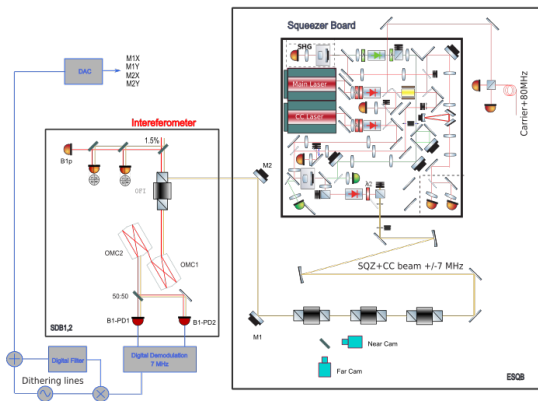 Squeezer Board
SHG
Main Laser
CC Laser
DAC
M1X
M1Y
M2X
M2Y
Intereferometer
1.5%
B1p
OFI
M2
Carrier+80MHz
OMC2
OMC1
50:50
B1-PD1
B1-PD2
SDB1,2
SQZ+CC beam +/-7 MHz
M1
Near Cam
Far Cam
ESQB
Digital Filter
Digital Demodulation
7 MHz
Dithering lines